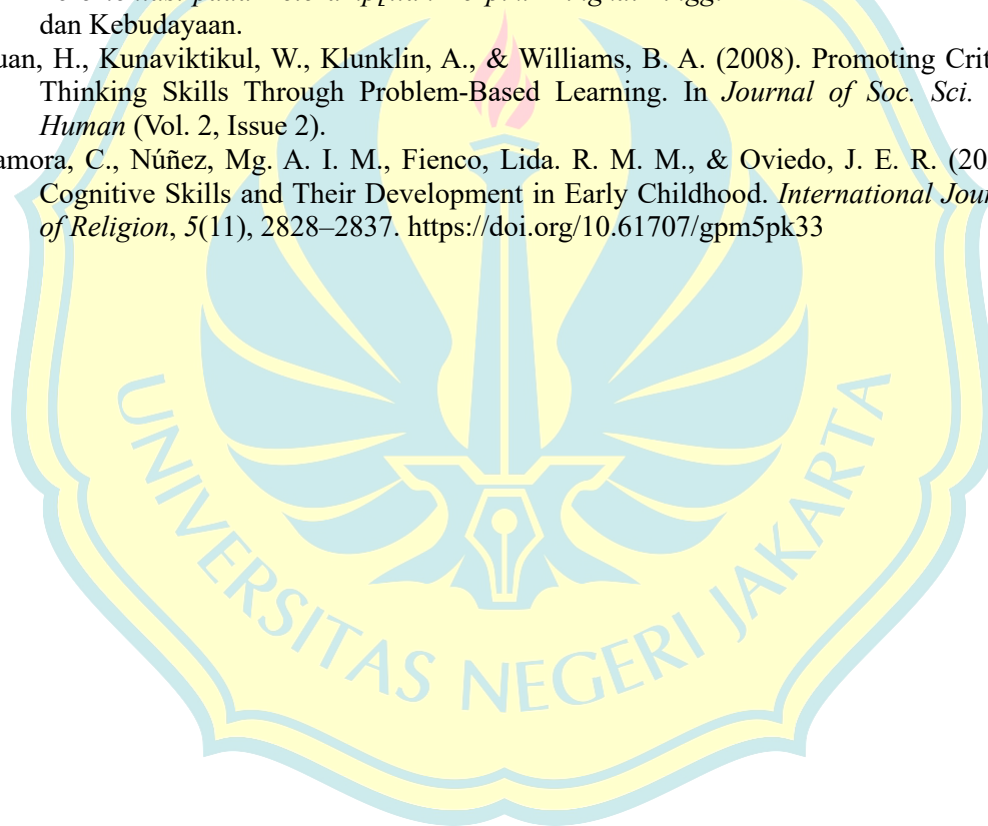 dan Kebudayaan.
uan, H., Kunaviktikul, W., Klunklin, A., & Williams, B. A. (2008). Promoting Crit
Thinking Skills Through Problem-Based Learning. In Journal of Soc. Sci.
Human (Vol. 2, Issue 2).
amora, C., Núñez, Mg. A. I. M., Fienco, Lida. R. M. M., & Oviedo, J. E. R. (20
Cognitive Skills and Their Development in Early Childhood. International Jour
of Religion, 5(11), 2828–2837. https://doi.org/10.61707/gpm5pk33
UNIVERSITAS NEGERI JAKARTA